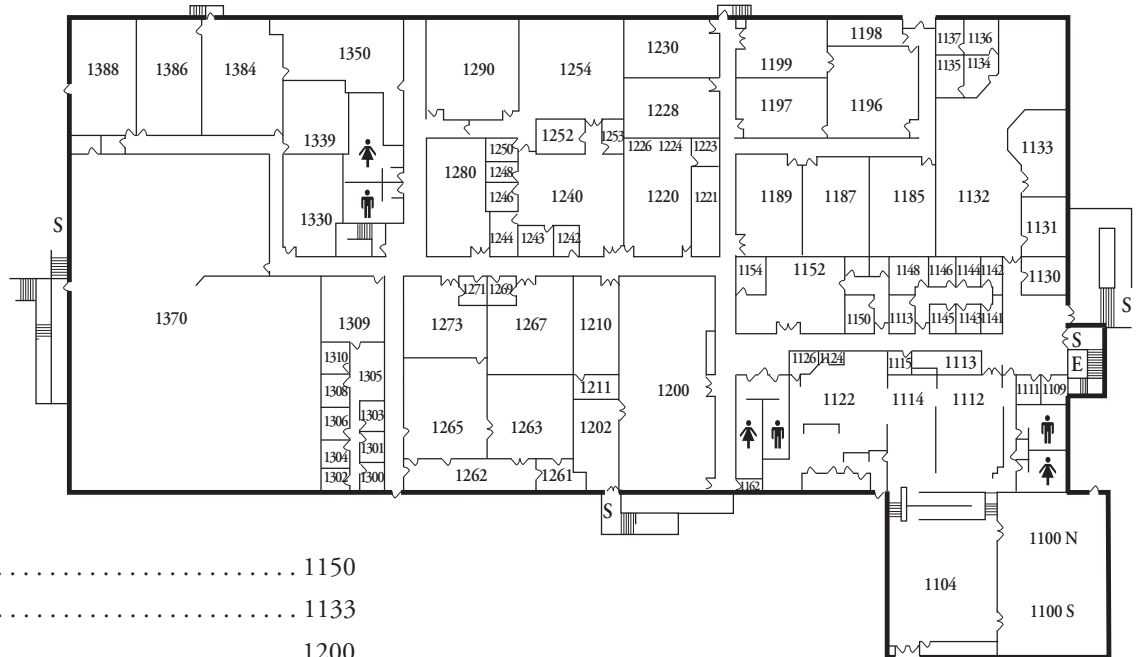 1388 1386 1384 1350 1290 1254 1230 1198 1137 1136
1199 1135 1134
1197 1196
1228
1339 1252 1253 1133
1280 1250 1226 1224 1223
1248
1246 1240 1220 1221 1189 1187 1185 1132
S 1330 1244 1243 1242 1131
1154 1152 1148 1146 1144 1142 1130
1370 1271 1269 S
1309 1273 1267 1210 1150 1113 1145 1143 1141
S
1310 1305 1126 1124 1115 1113 E
1308 1211 1200 1122 1114 1112 1111 1109
1306 1303 1265 1263 1202
1304 1301
1302 1300 1262 1261 1162
S
1100 N
1104
1100 S
. . . . . . . . . . . . . . . . . . . . . . . . 1150
. . . . . . . . . . . . . . . . . . . . . . . . 1133
1200